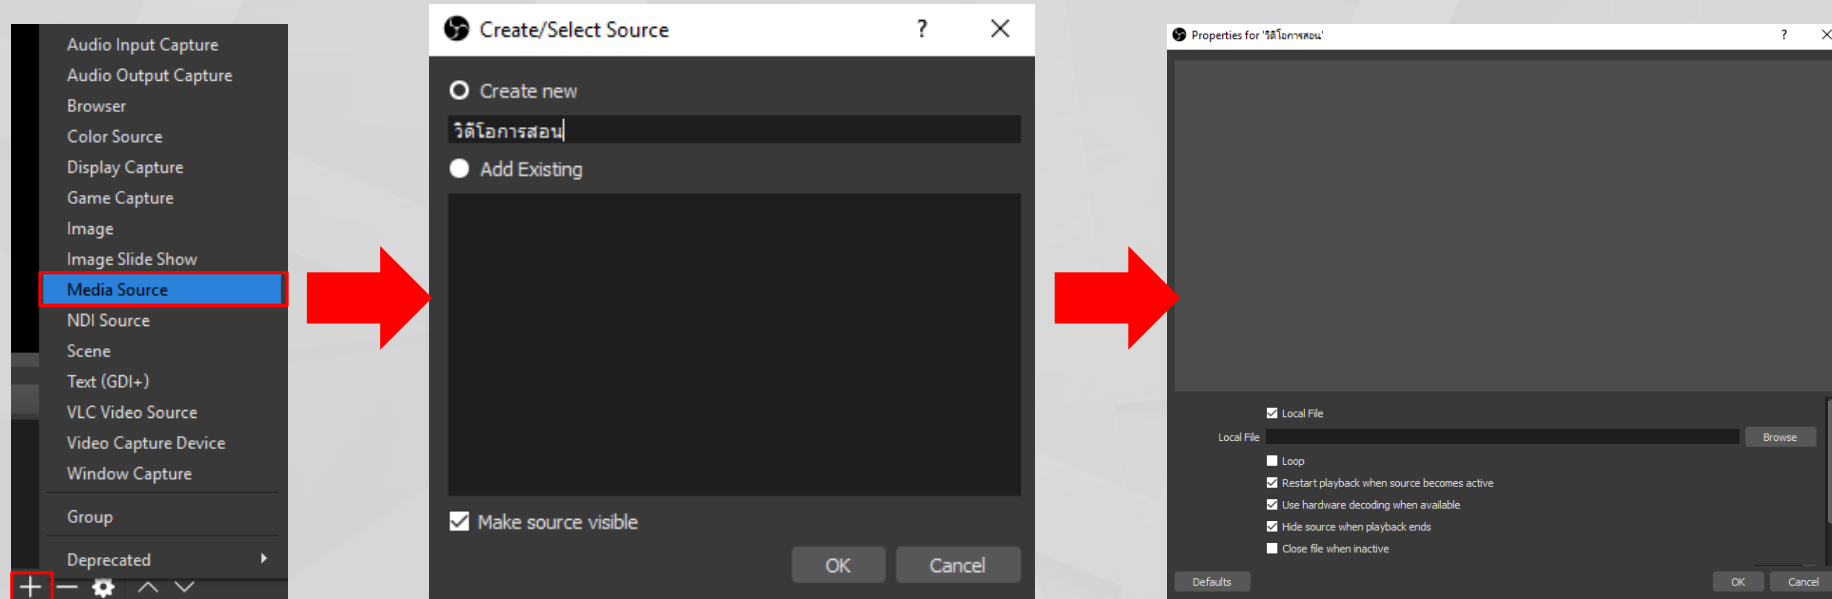 Audio Input Capture
Audio Output Capture
Browser
Color Source
Display Capture
Game Capture
Image
Image Slide Show
Media Source
NDI Source
Scene
Text (GDI+)
VLC Video Source
Video Capture Device
Window Capture
Group
Deprecated
Create/Select Source
Create new
วิดีโอการสอน
Add Existing
Make source visible
OK Cancel
Properties for 'วิดีโอการสอน'
Local File
Local File Browse
Loop
Restart playback when source becomes active
Use hardware decoding when available
Hide source when playback ends
Close file when inactive
Defaults OK Cancel